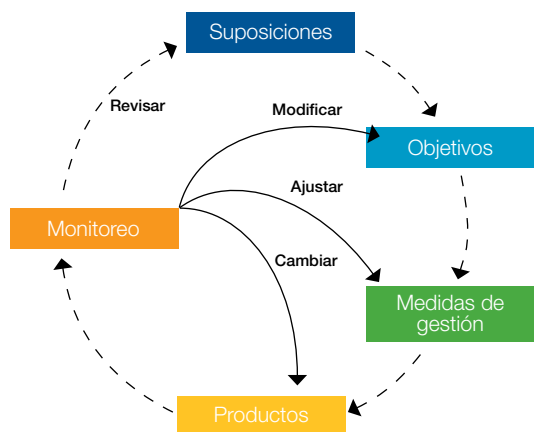 Suposiciones
Revisar
Modificar
Objetivos
Ajustar
Monitoreo
Cambiar
Medidas de
gestión
Productos